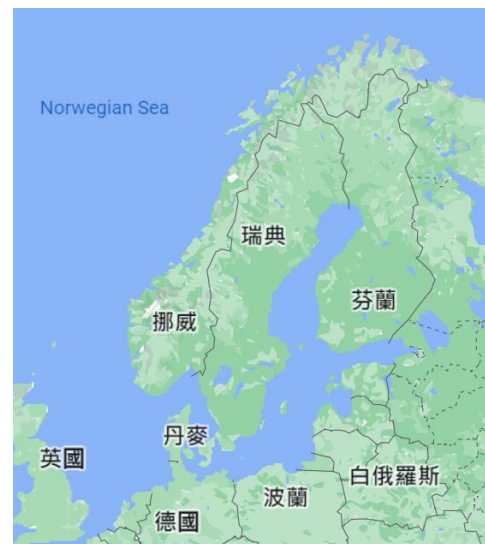 Norwegian Sea
瑞典
芬蘭
挪威
丹麥
英國
白俄羅斯
波蘭
德國